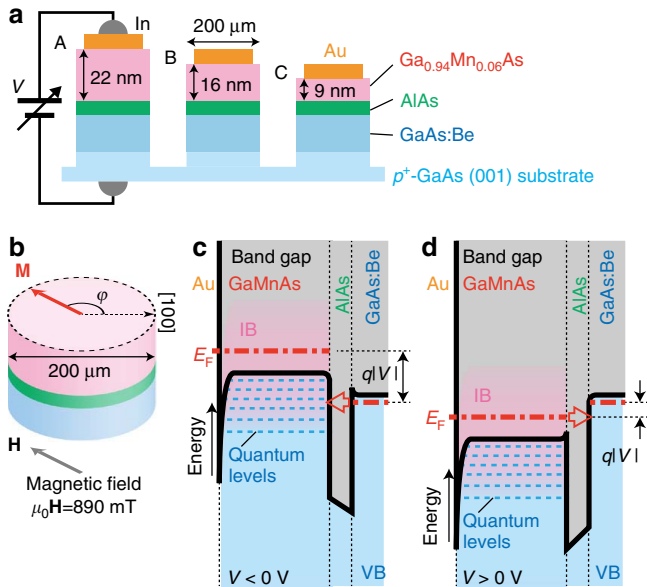 a
200 μm
In
A
B
C
Au
V
22 nm
16 nm
9 nm
Ga0.94Mn0.06As
AlAs
GaAs:Be
p+-GaAs (001) substrate
b
M
φ
[100]
200 μm
H
Magnetic field
μ0H=890 mT
c
Band gap
Au
GaMnAs
AlAs
GaAs:Be
IB
EF
q|V|
Energy
Quantum
levels
V < 0 V
VB
d
Band gap
Au
GaMnAs
AlAs
GaAs:Be
IB
EF
q|V|
Energy
Quantum
levels
V > 0 V
VB